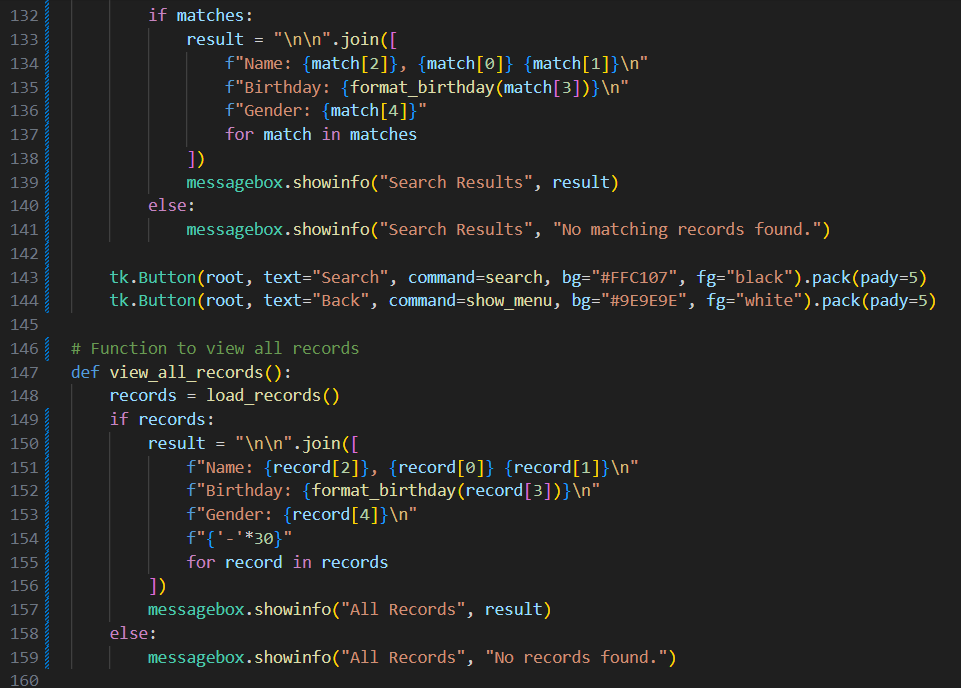 132         if matches:
133             result = "\n\n".join([
134                 f"Name: {match[2]}, {match[0]} {match[1]}\n"
135                 f"Birthday: {format_birthday(match[3])}\n"
136                 f"Gender: {match[4]}"
137                 for match in matches
138             ])
139             messagebox.showinfo("Search Results", result)
140         else:
141             messagebox.showinfo("Search Results", "No matching records found.")
142
143     tk.Button(root, text="Search", command=search, bg="#FFC107", fg="black").pack(pady=5)
144     tk.Button(root, text="Back", command=show_menu, bg="#9E9E9E", fg="white").pack(pady=5)
145
146 # Function to view all records
147 def view_all_records():
148     records = load_records()
149     if records:
150         result = "\n\n".join([
151             f"Name: {record[2]}, {record[0]} {record[1]}\n"
152             f"Birthday: {format_birthday(record[3])}\n"
153             f"Gender: {record[4]}\n"
154             f"{'-'*30}"
155             for record in records
156         ])
157         messagebox.showinfo("All Records", result)
158     else:
159         messagebox.showinfo("All Records", "No records found.")
160